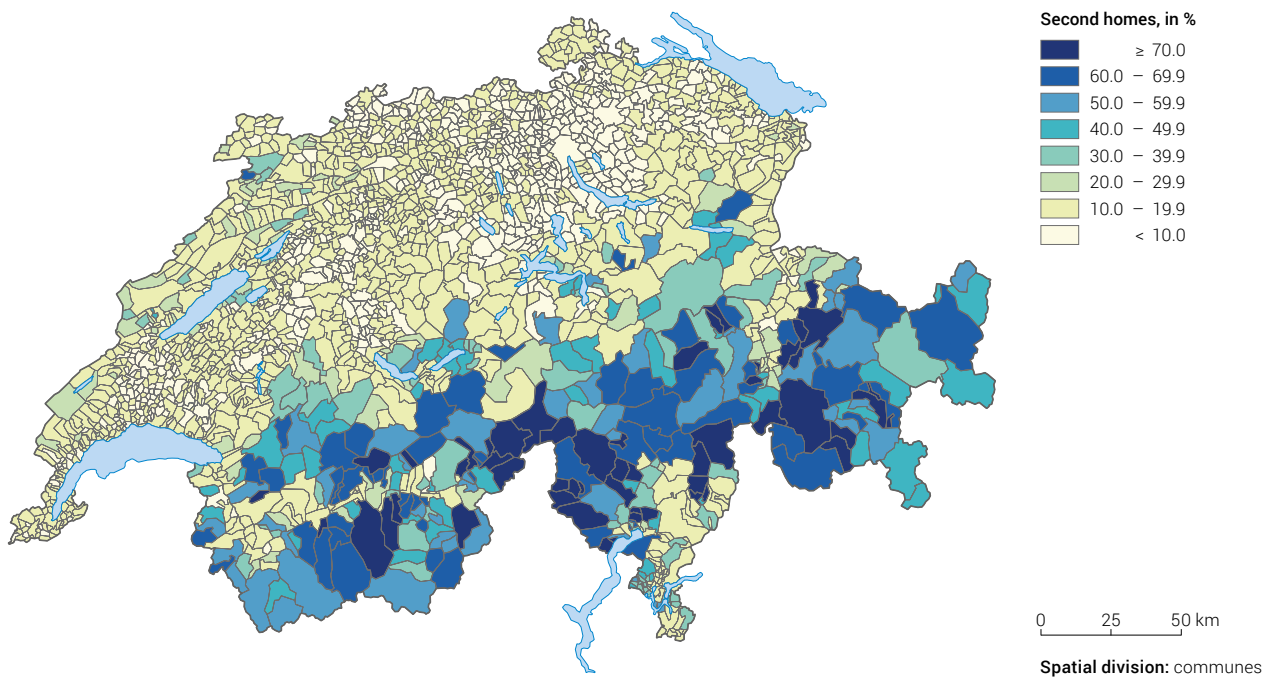 Second homes, in %
≥ 70.0
60.0 – 69.9
50.0 – 59.9
40.0 – 49.9
30.0 – 39.9
20.0 – 29.9
10.0 – 19.9
< 10.0
0 25 50 km
Spatial division: communes